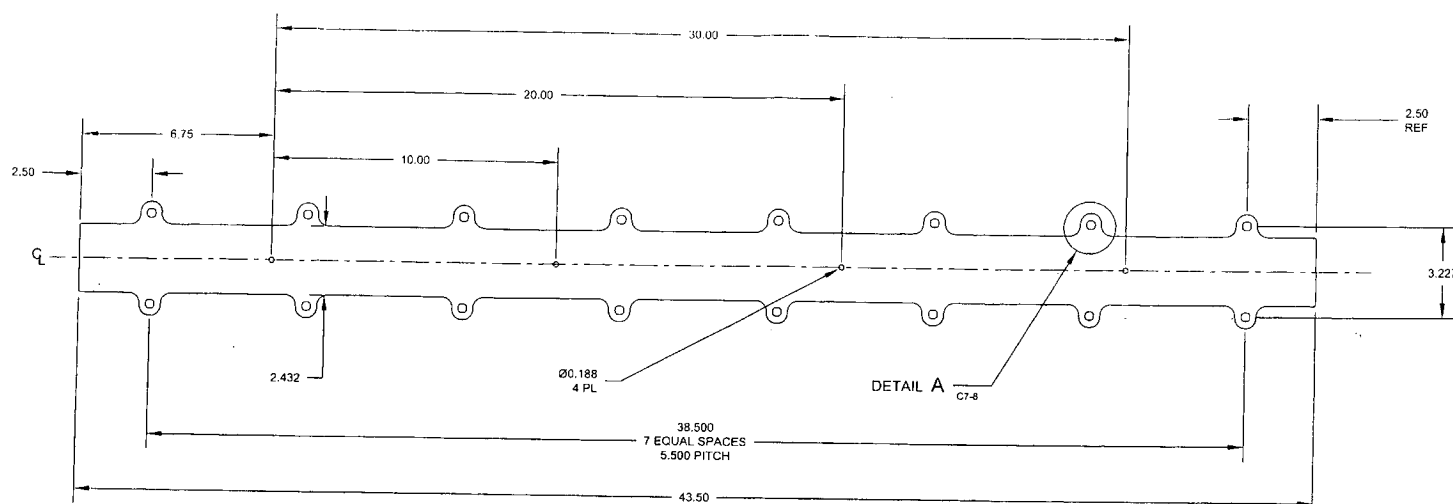 30.00
20.00
2.50
REF
6.75
10.00
2.50
℄
3.227
2.432
Ø0.188
4 PL
DETAIL A
C7-8
38.500
7 EQUAL SPACES
5.500 PITCH
43.50